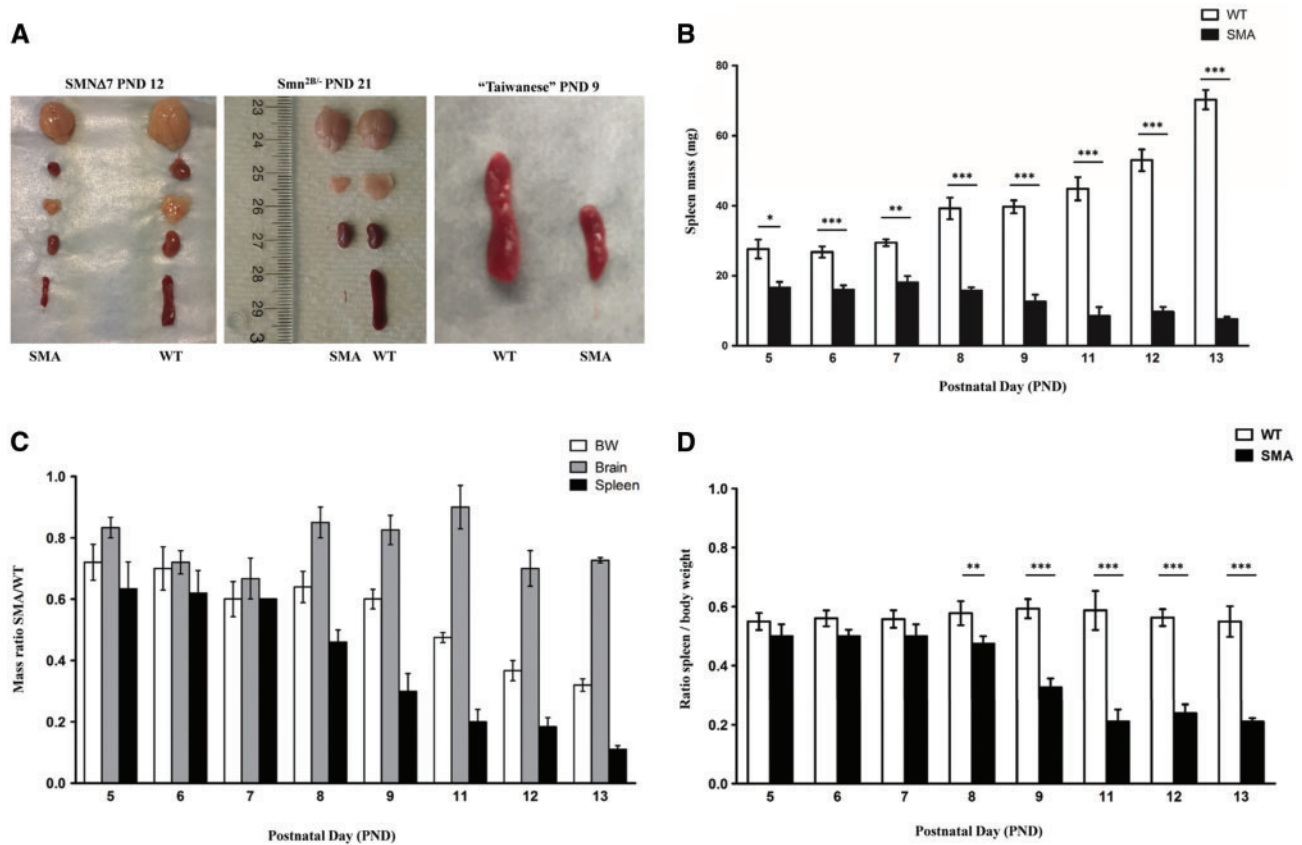 A
SMNΔ7 PND 12
Smn2B/- PND 21
“Taiwanese” PND 9
23
24
25
26
27
28
29
3
SMA
WT
SMA WT
WT
SMA
B
WT
SMA
Spleen mass (mg)
80
60
40
20
0
*
***
**
***
***
***
***
***
5 6 7 8 9 11 12 13
Postnatal Day (PND)
C
BW
Brain
Spleen
Mass ratio SMA/WT
1.0
0.8
0.6
0.4
0.2
0.0
5 6 7 8 9 11 12 13
Postnatal Day (PND)
D
WT
SMA
Ratio spleen / body weight
1.0
0.8
0.6
0.4
0.2
0.0
**
***
***
***
***
5 6 7 8 9 11 12 13
Postnatal Day (PND)